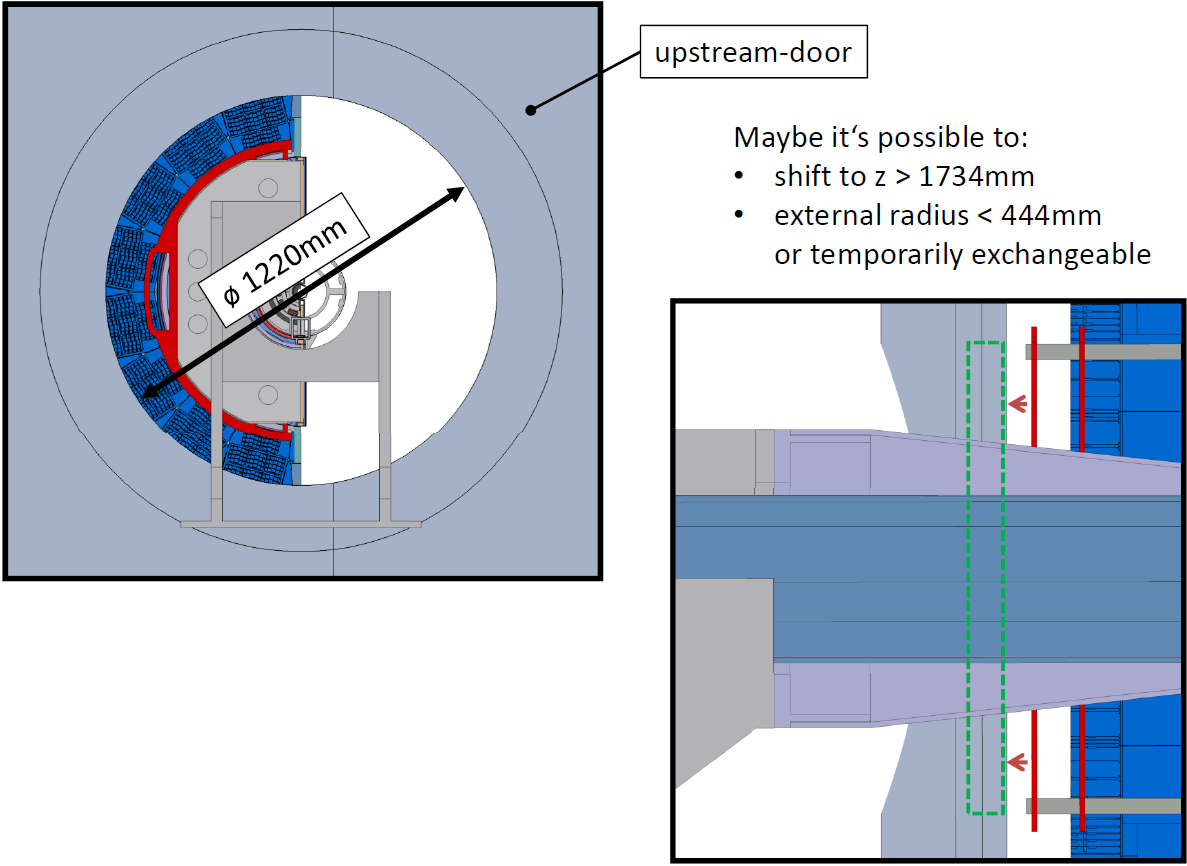 upstream-door
Maybe it‘s possible to:
• shift to z > 1734mm
• external radius < 444mm
or temporarily exchangeable
ø 1220mm